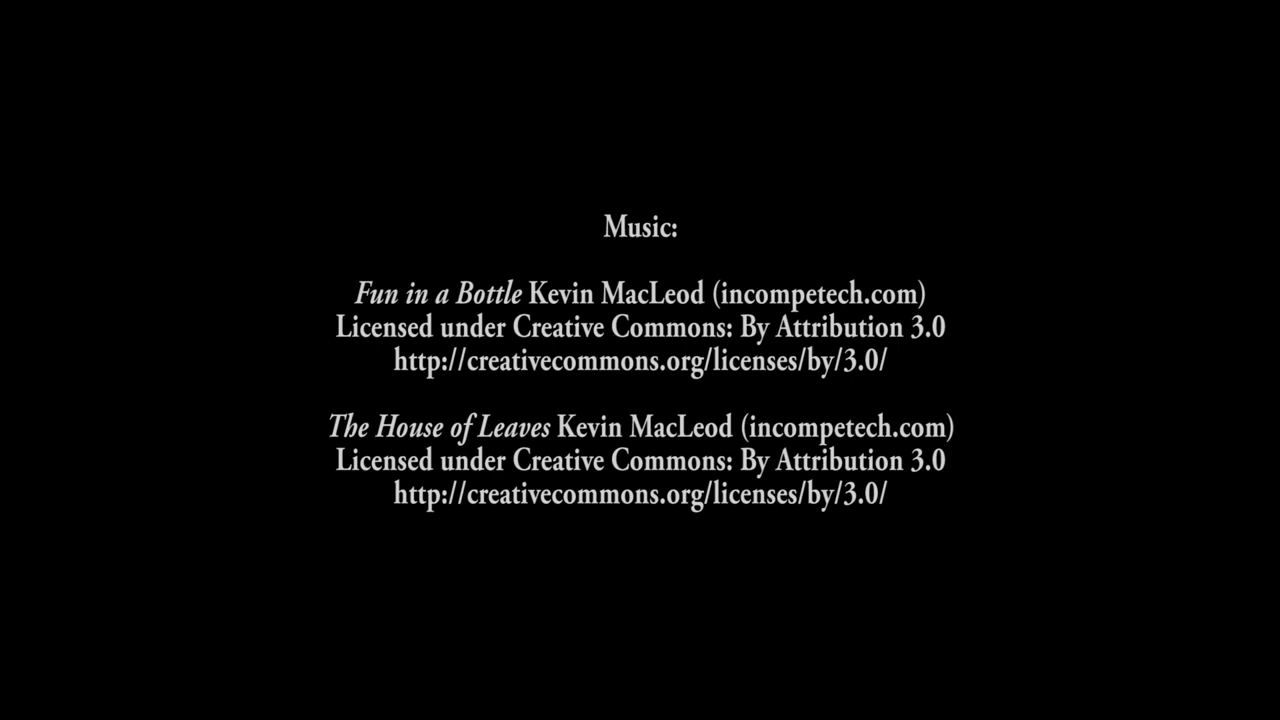 Music:
Fun in a Bottle Kevin MacLeod (incompetech.com)
Licensed under Creative Commons: By Attribution 3.0
http://creativecommons.org/licenses/by/3.0/
The House of Leaves Kevin MacLeod (incompetech.com)
Licensed under Creative Commons: By Attribution 3.0
http://creativecommons.org/licenses/by/3.0/